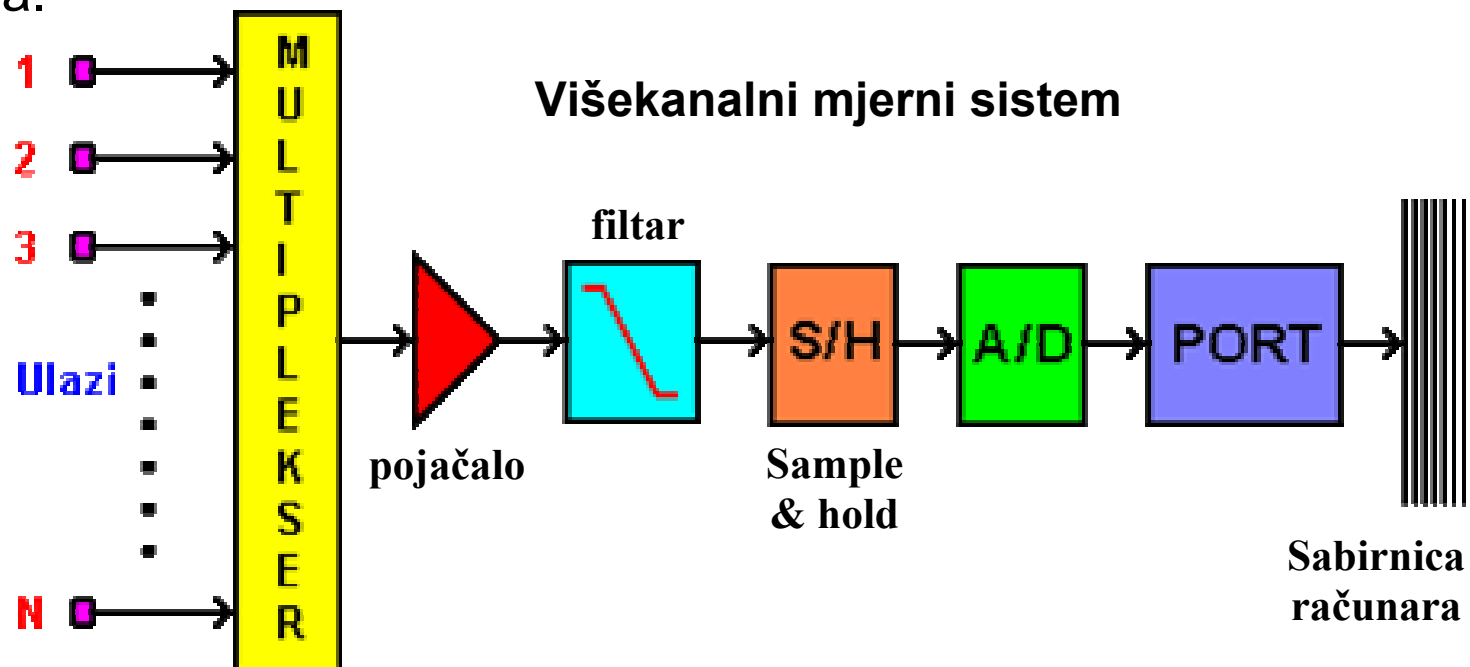 a.
Višekanalni mjerni sistem
1
2
3
Ulazi
N
MULTIPLEKSER
pojačalo
filtar
S/H
Sample
& hold
A/D
PORT
Sabirnica
računara